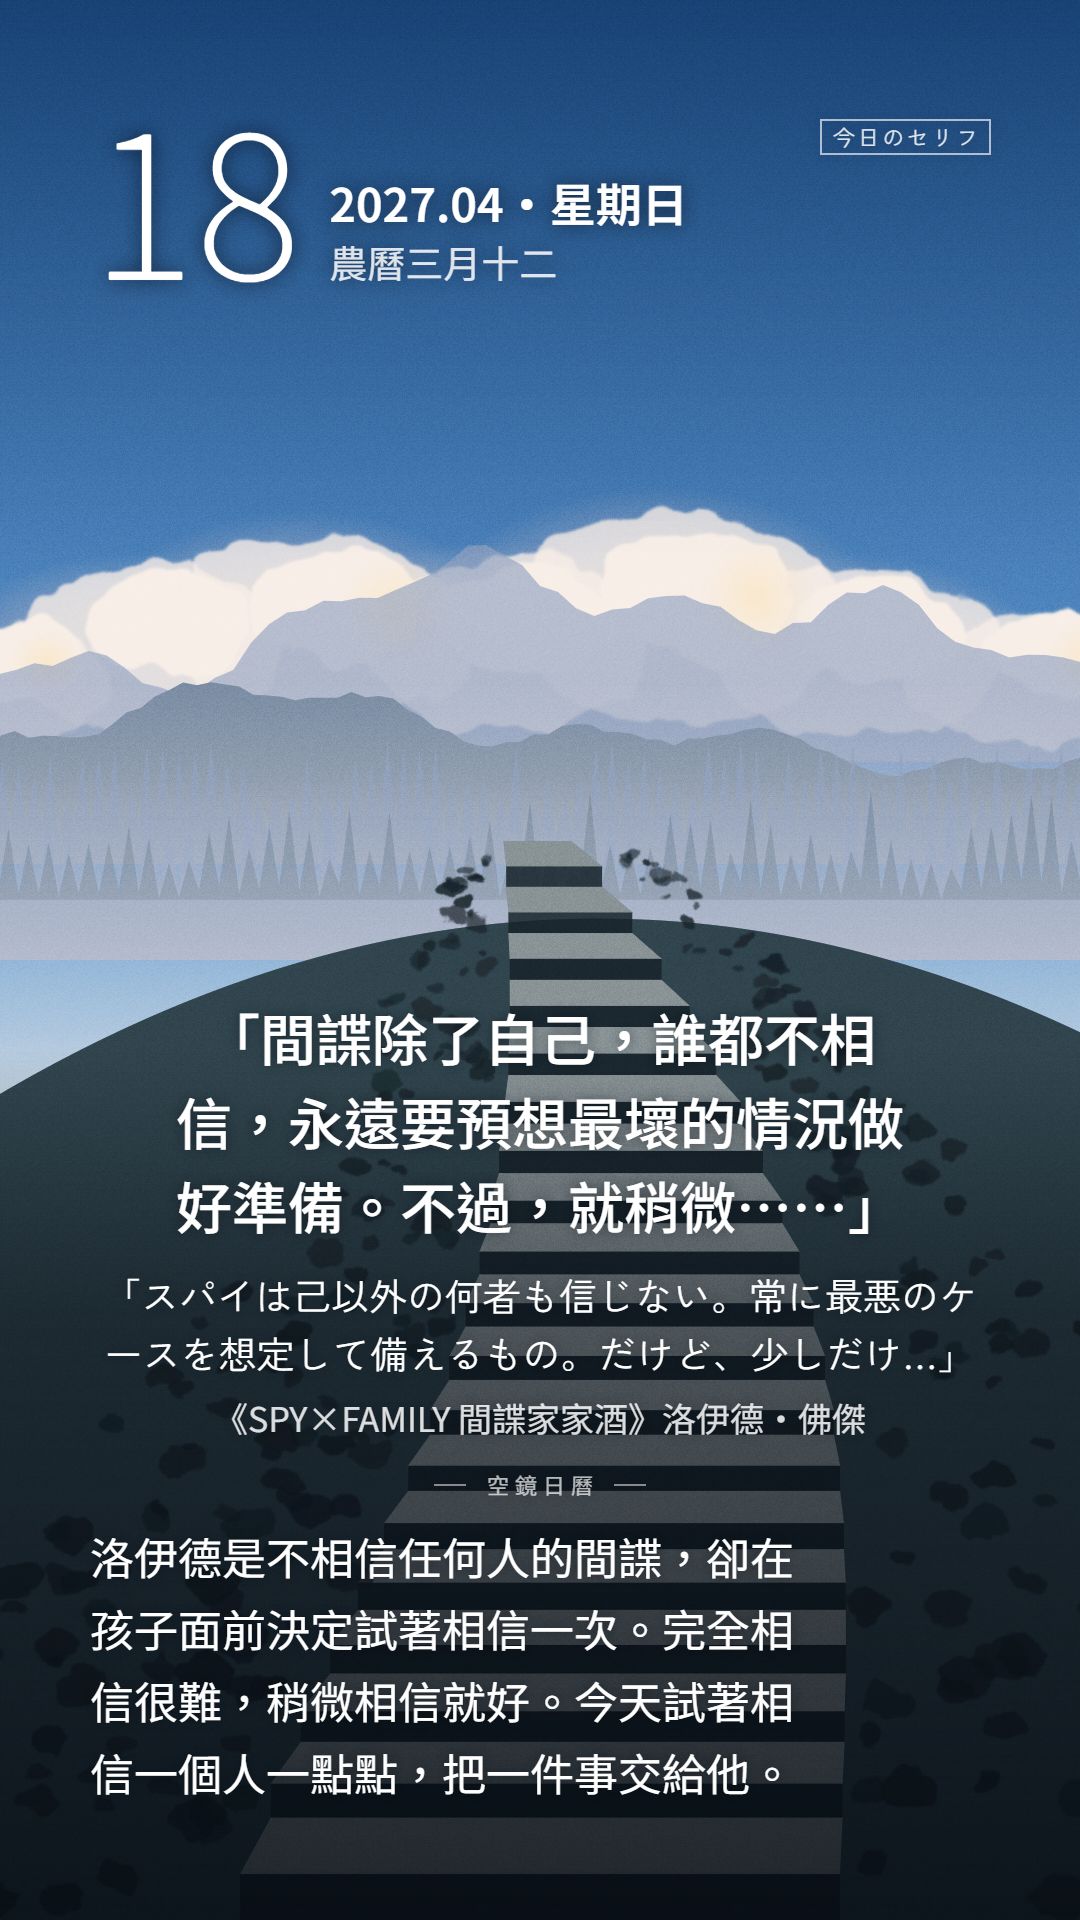 18
2027.04・星期日
農曆三月十二
今日のセリフ
「間諜除了自己，誰都不相
信，永遠要預想最壞的情況做
好準備。不過，就稍微……」
「スパイは己以外の何者も信じない。常に最悪のケ
ースを想定して備えるもの。だけど、少しだけ…」
《SPY×FAMILY 間諜家家酒》洛伊德・佛傑
— 空鏡日曆 —
洛伊德是不相信任何人的間諜，卻在
孩子面前決定試著相信一次。完全相
信很難，稍微相信就好。今天試著相
信一個人一點點，把一件事交給他。